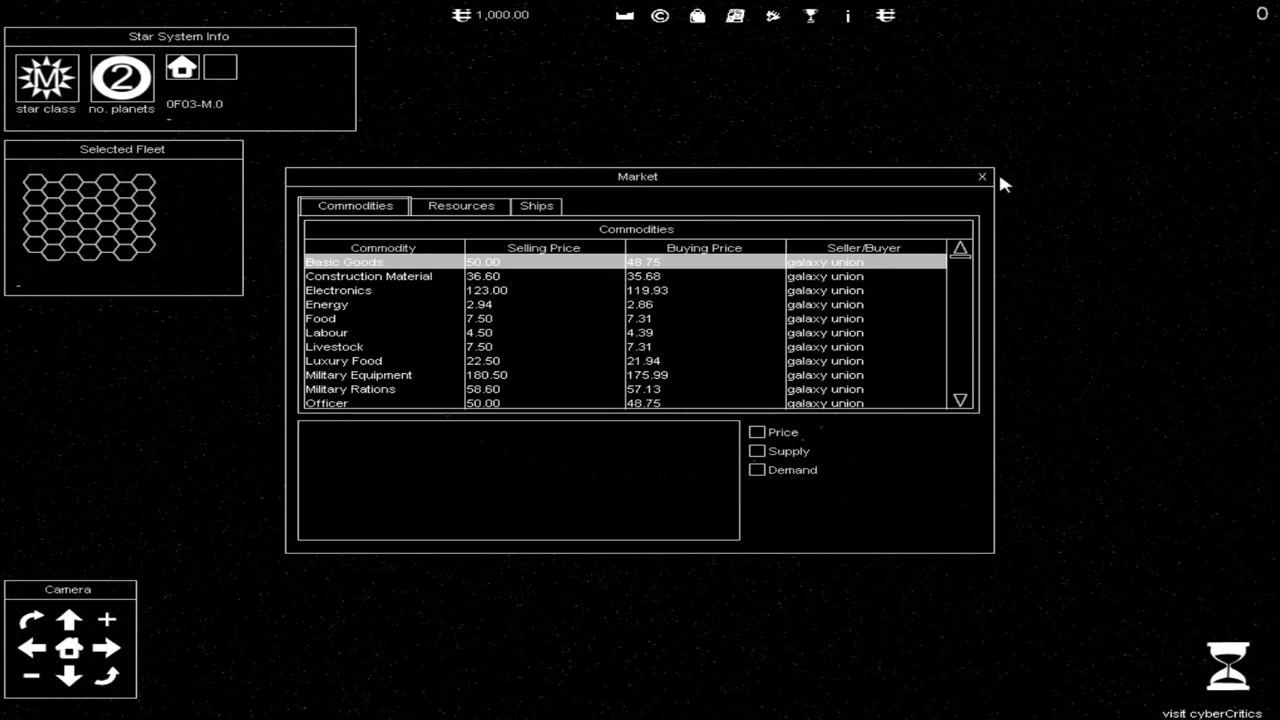 1,000.00
0
Star System Info
M
2
star class
no. planets
0F03-M.0
-
Selected Fleet
-
Market
Commodities
Resources
Ships
Commodities
Commodity Selling Price Buying Price Seller/Buyer
Basic Goods 50.00 48.75 galaxy union
Construction Material 36.60 35.68 galaxy union
Electronics 123.00 119.93 galaxy union
Energy 2.94 2.86 galaxy union
Food 7.50 7.31 galaxy union
Labour 4.50 4.39 galaxy union
Livestock 7.50 7.31 galaxy union
Luxury Food 22.50 21.94 galaxy union
Military Equipment 180.50 175.99 galaxy union
Military Rations 58.60 57.13 galaxy union
Officer 50.00 48.75 galaxy union
Price
Supply
Demand
Camera
visit cyberCritics